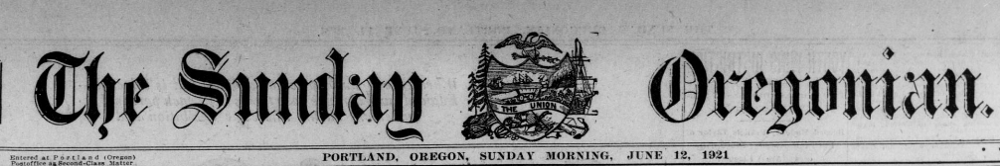 The Sunday Oregonian.
THE UNION
Entered at Portland (Oregon)
Postoffice as Second-Class Matter.
PORTLAND, OREGON, SUNDAY MORNING, JUNE 12, 1921